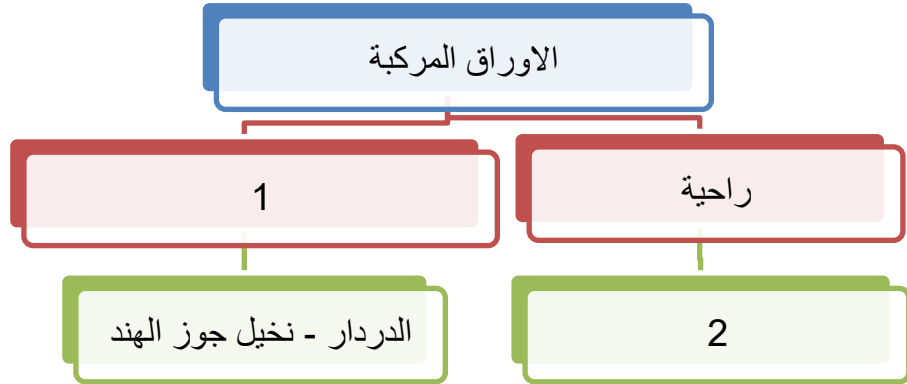 الاوراق المركبة
راحية
1
2
الدردار - نخيل جوز الهند